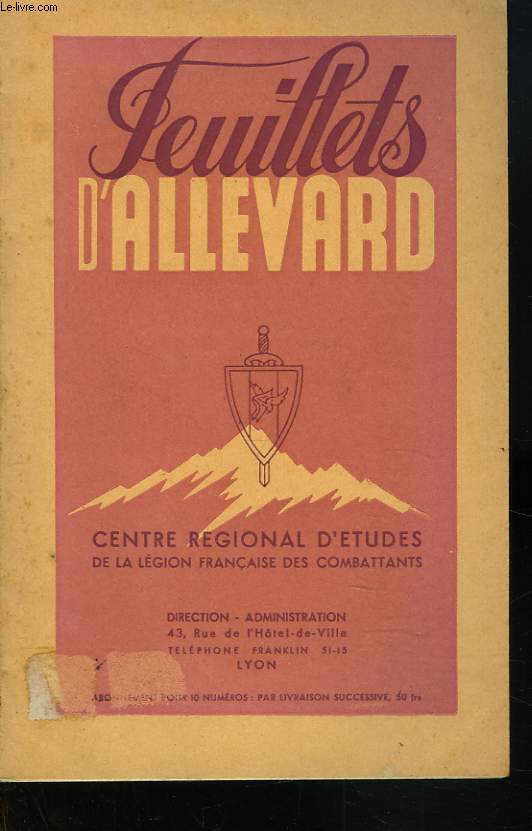 Le-livre.com
Feuillets
D'ALLEVARD
CENTRE REGIONAL D'ETUDES
DE LA LÉGION FRANÇAISE DES COMBATTANTS
DIRECTION - ADMINISTRATION
43, Rue de l'Hôtel-de-Ville
TÉLÉPHONE FRANKLIN 51-15
LYON
ABONNEMENT POUR 10 NUMÉROS : PAR LIVRAISON SUCCESSIVE, 50 frs